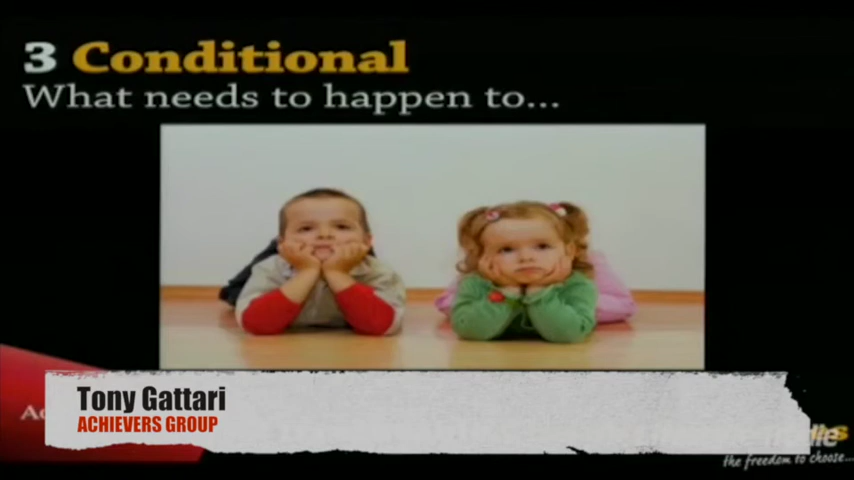 3 Conditional
What needs to happen to...
Tony Gattari
ACHIEVERS GROUP
the freedom to choose...